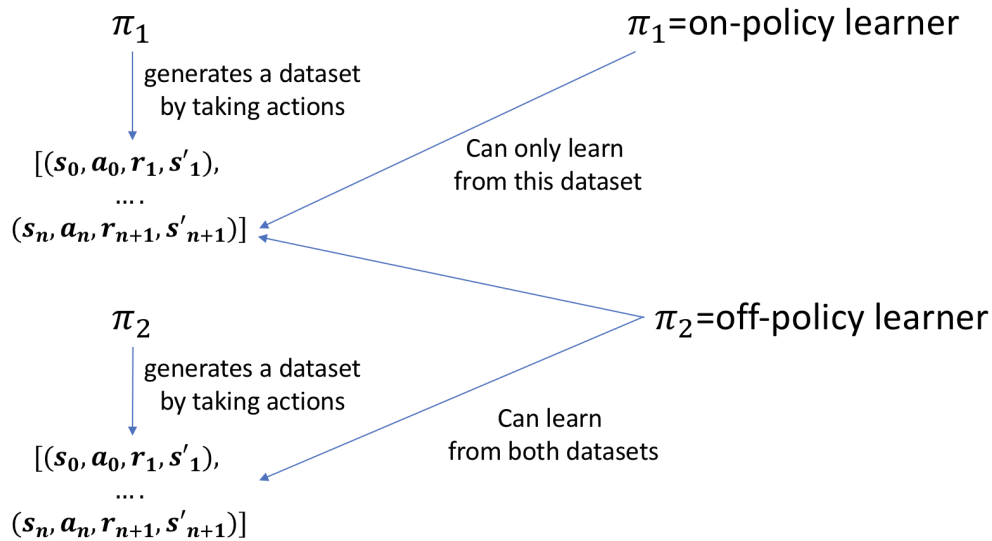 π₁
π₁=on-policy learner
generates a dataset
by taking actions
[(s₀, a₀, r₁, s′₁),
....
(sₙ, aₙ, rₙ₊₁, s′ₙ₊₁)]
Can only learn
from this dataset
π₂
π₂=off-policy learner
generates a dataset
by taking actions
[(s₀, a₀, r₁, s′₁),
....
(sₙ, aₙ, rₙ₊₁, s′ₙ₊₁)]
Can learn
from both datasets